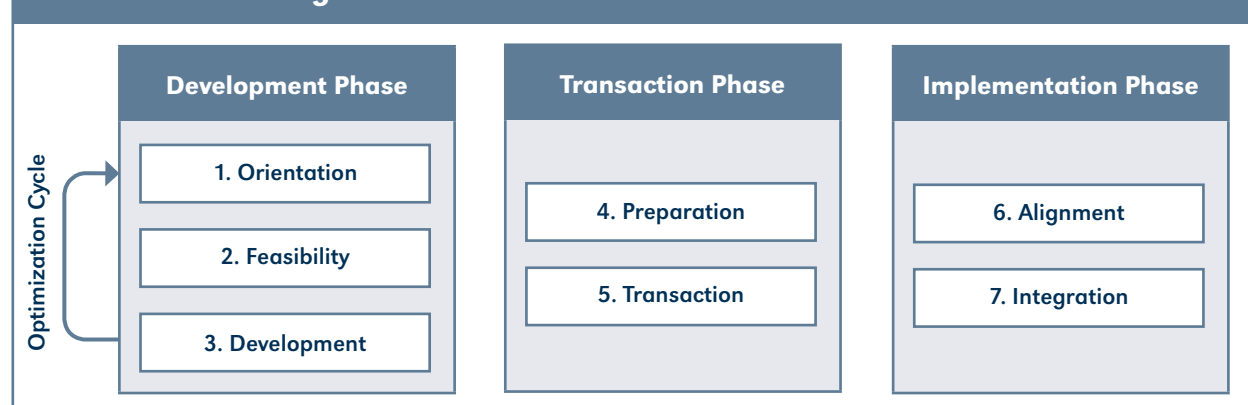 Development Phase
Transaction Phase
Implementation Phase
Optimization Cycle
1. Orientation
2. Feasibility
3. Development
4. Preparation
5. Transaction
6. Alignment
7. Integration